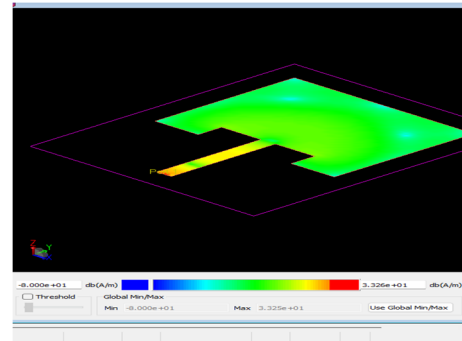 P
Z
Y
-8.000e+01 db(A/m) 3.326e+01 db(A/m)
Threshold Global Min/Max
Min -8.000e+01 Max 3.325e+01 Use Global Min/Max